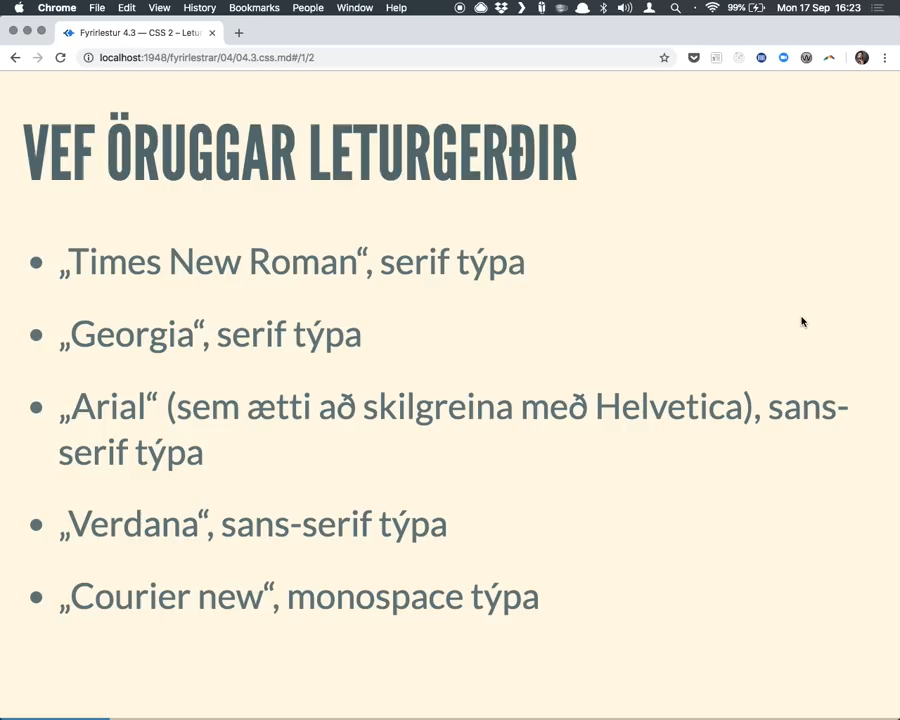 Chrome File Edit View History Bookmarks People Window Help 99% Mon 17 Sep 16:23
Fyrirlestur 4.3 — CSS 2 – Letur
localhost:1948/fyrirlestrar/04/04.3.css.md#/1/2
VEF ÖRUGGAR LETURGERÐIR
„Times New Roman“, serif týpa
„Georgia“, serif týpa
„Arial“ (sem ætti að skilgreina með Helvetica), sans-
serif týpa
„Verdana“, sans-serif týpa
„Courier new“, monospace týpa